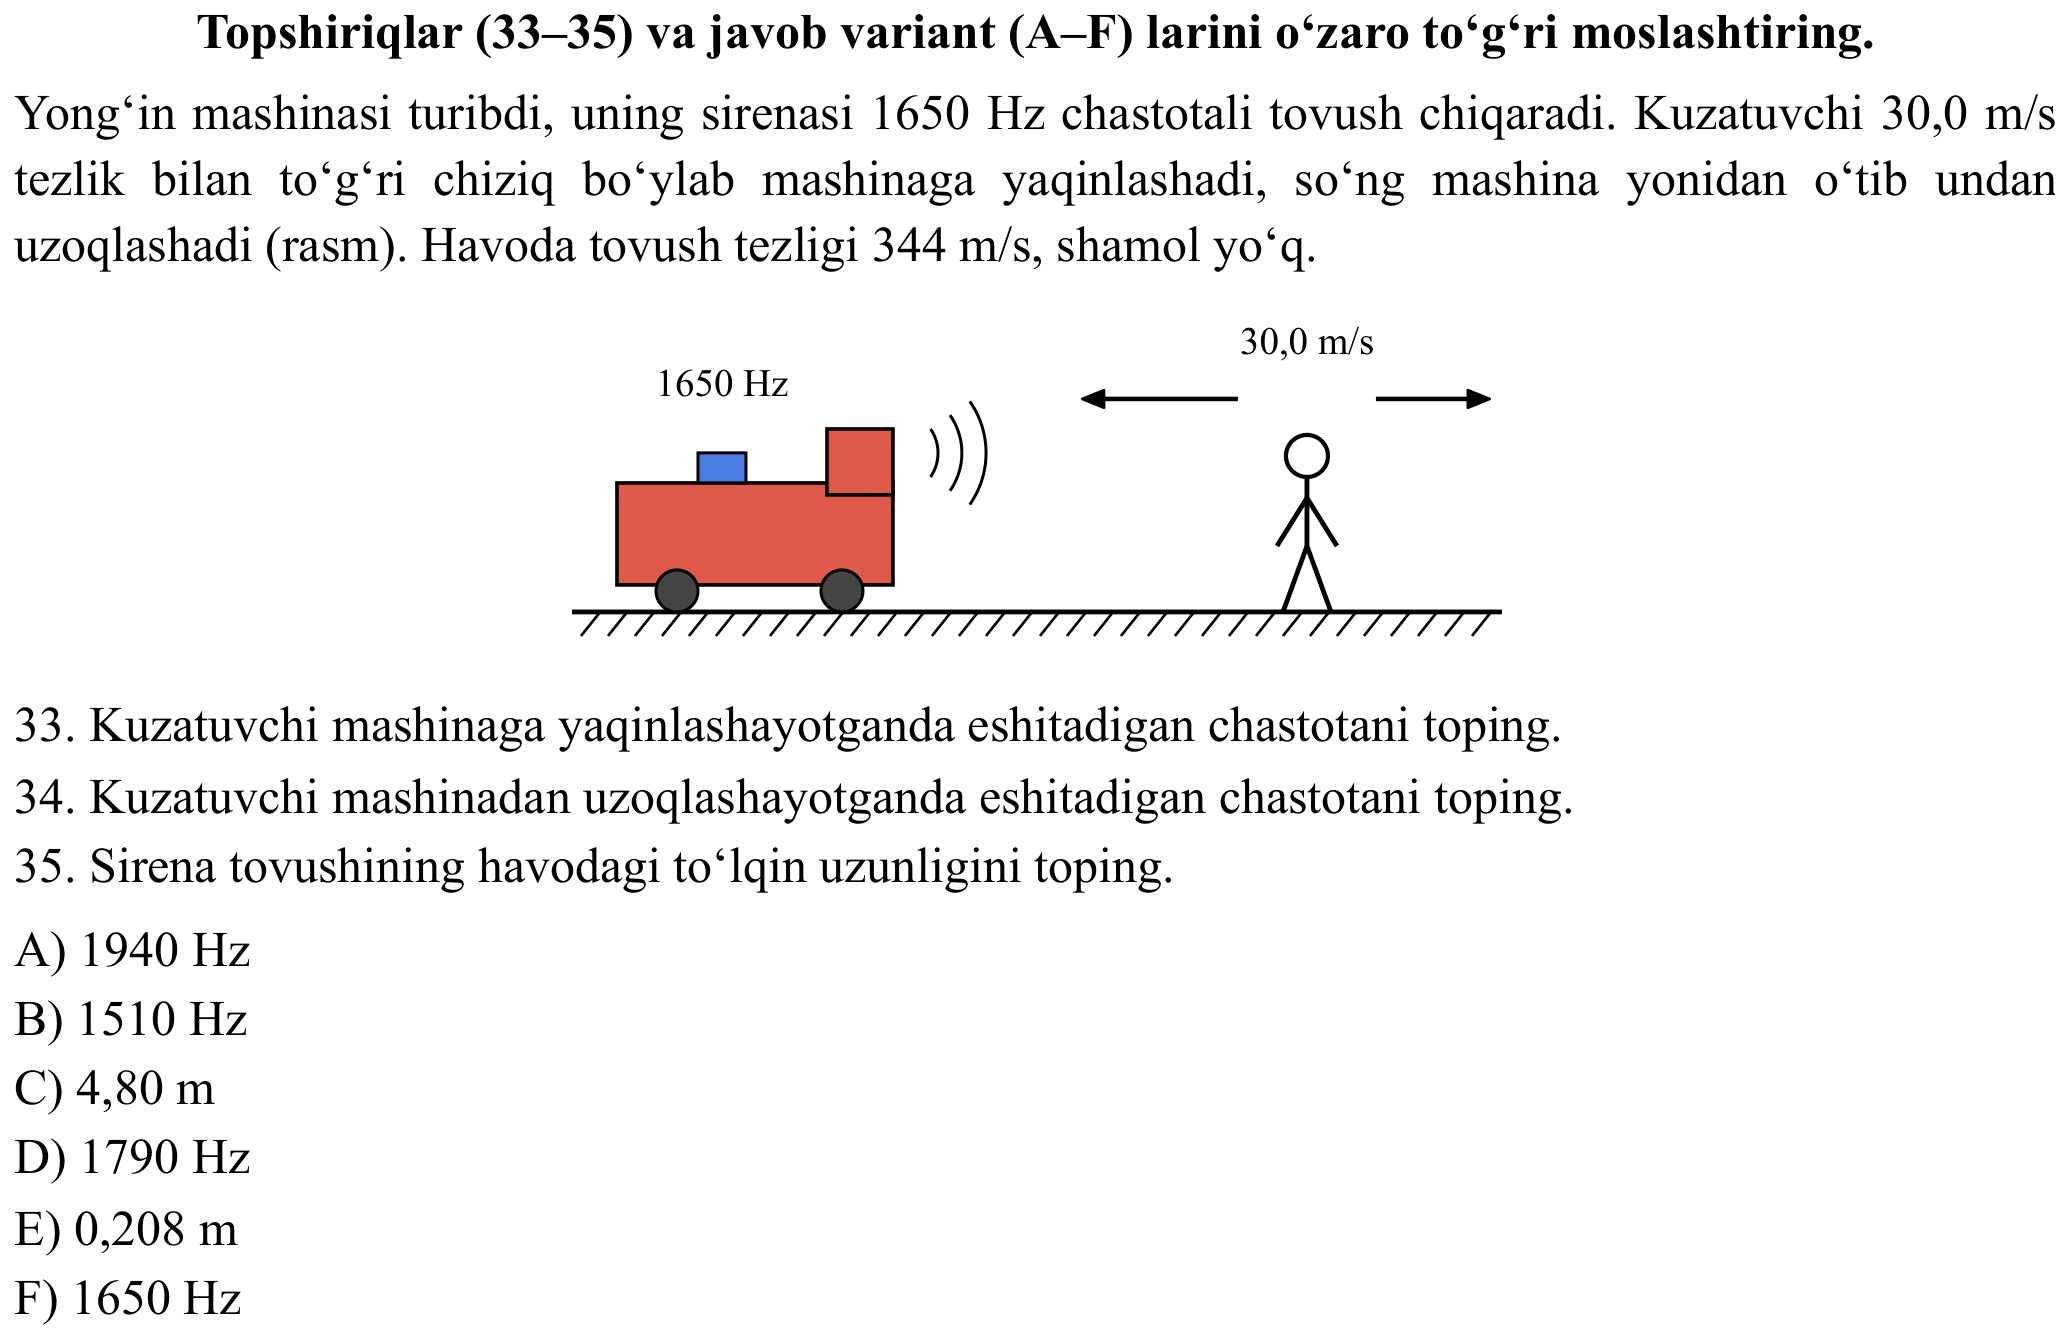 Topshiriqlar (33–35) va javob variant (A–F) larini o‘zaro to‘g‘ri moslashtiring.
Yong‘in mashinasi turibdi, uning sirenasi 1650 Hz chastotali tovush chiqaradi. Kuzatuvchi 30,0 m/s
tezlik bilan to‘g‘ri chiziq bo‘ylab mashinaga yaqinlashadi, so‘ng mashina yonidan o‘tib undan
uzoqlashadi (rasm). Havoda tovush tezligi 344 m/s, shamol yo‘q.
30,0 m/s
1650 Hz
33. Kuzatuvchi mashinaga yaqinlashayotganda eshitadigan chastotani toping.
34. Kuzatuvchi mashinadan uzoqlashayotganda eshitadigan chastotani toping.
35. Sirena tovushining havodagi to‘lqin uzunligini toping.
A) 1940 Hz
B) 1510 Hz
C) 4,80 m
D) 1790 Hz
E) 0,208 m
F) 1650 Hz